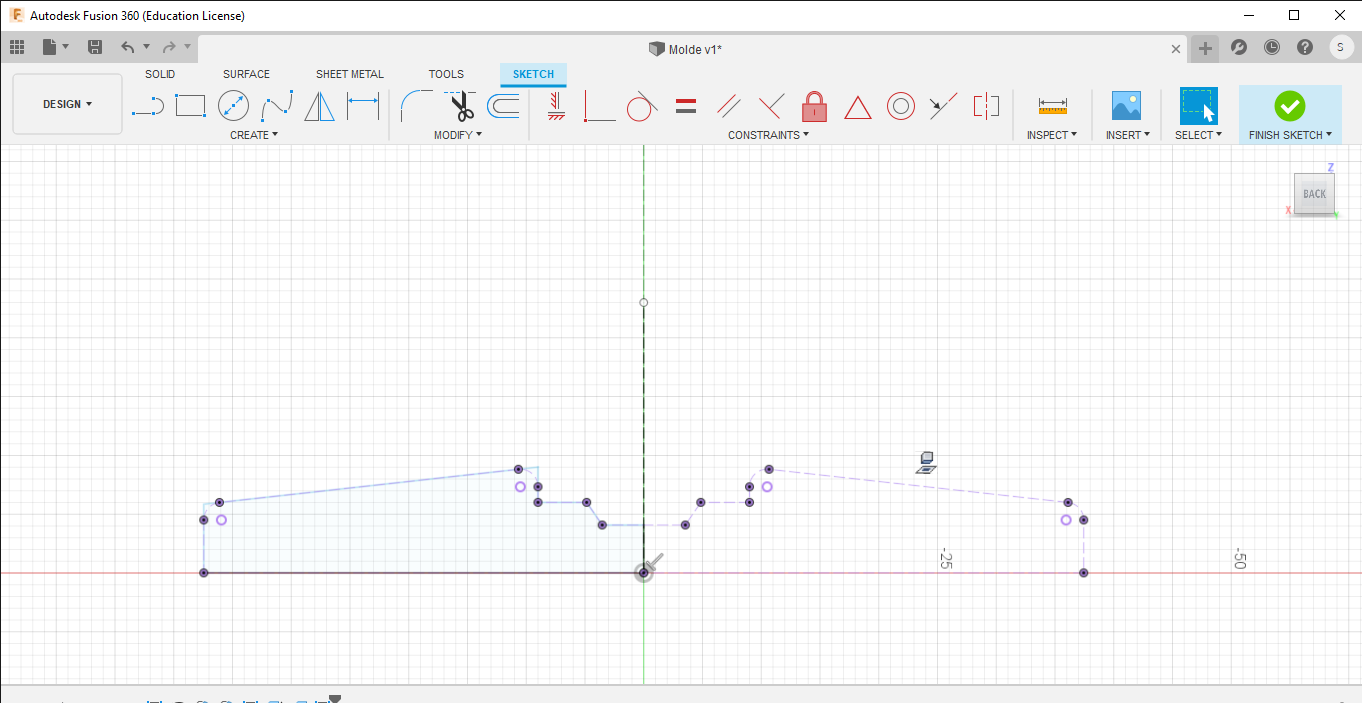 Autodesk Fusion 360 (Education License)
Molde v1*
S
DESIGN
SOLID
SURFACE
SHEET METAL
TOOLS
SKETCH
CREATE
MODIFY
CONSTRAINTS
INSPECT
INSERT
SELECT
FINISH SKETCH
Z
BACK
X
-25
-50